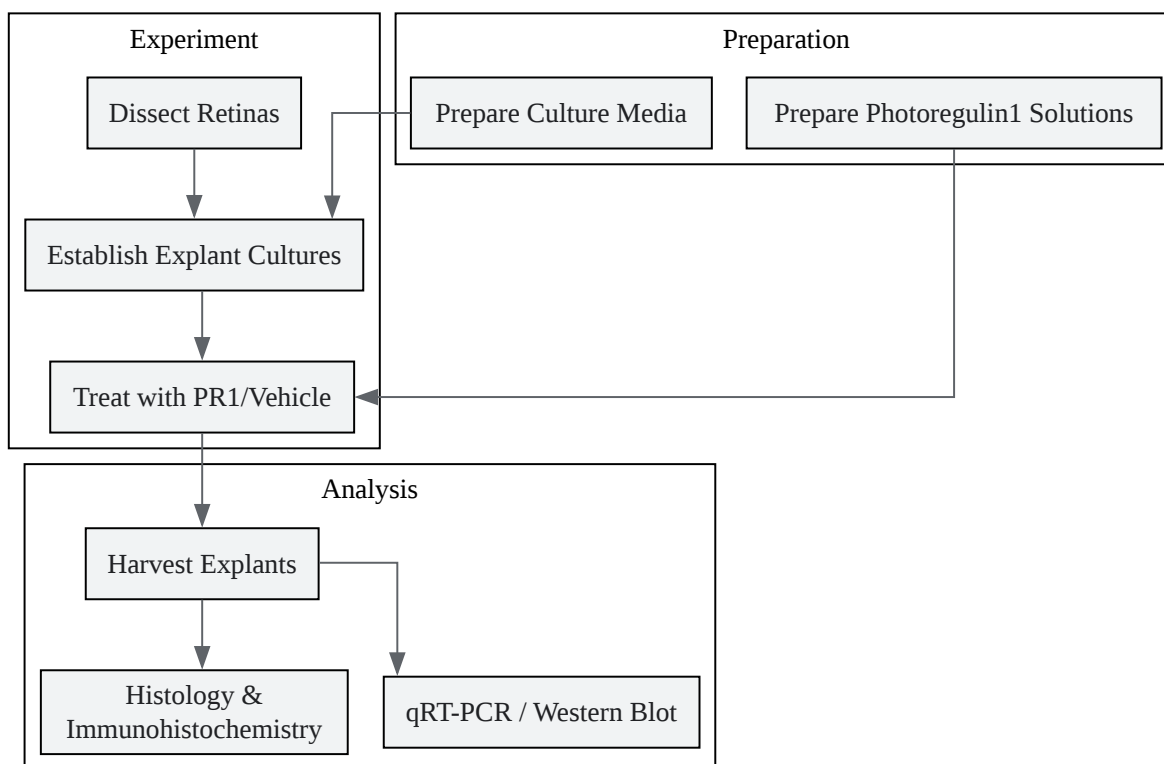 Experiment
Preparation
Dissect Retinas
Prepare Culture Media
Prepare Photoregulin1 Solutions
Establish Explant Cultures
Treat with PR1/Vehicle
Analysis
Harvest Explants
Histology &
Immunohistochemistry
qRT-PCR / Western Blot